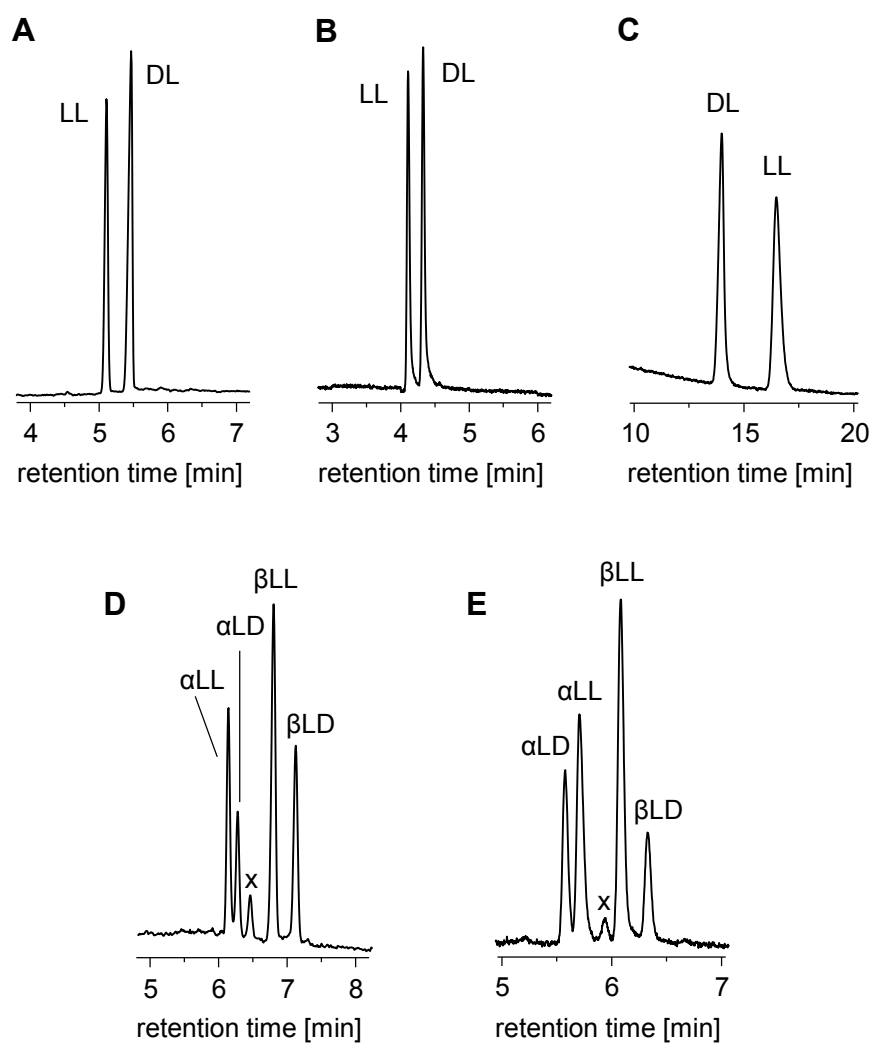 A
LL
DL
4 5 6 7
retention time [min]
B
LL
DL
3 4 5 6
retention time [min]
C
DL
LL
10 15 20
retention time [min]
D
αLL
αLD
x
βLL
βLD
5 6 7 8
retention time [min]
E
αLD
αLL
x
βLL
βLD
5 6 7
retention time [min]